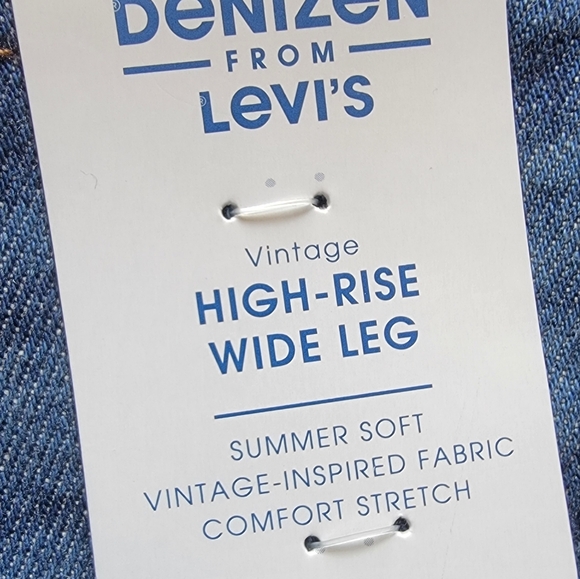 DENIZEN®
FROM
Levi's®
Vintage
HIGH-RISE
WIDE LEG
SUMMER SOFT
VINTAGE-INSPIRED FABRIC
COMFORT STRETCH